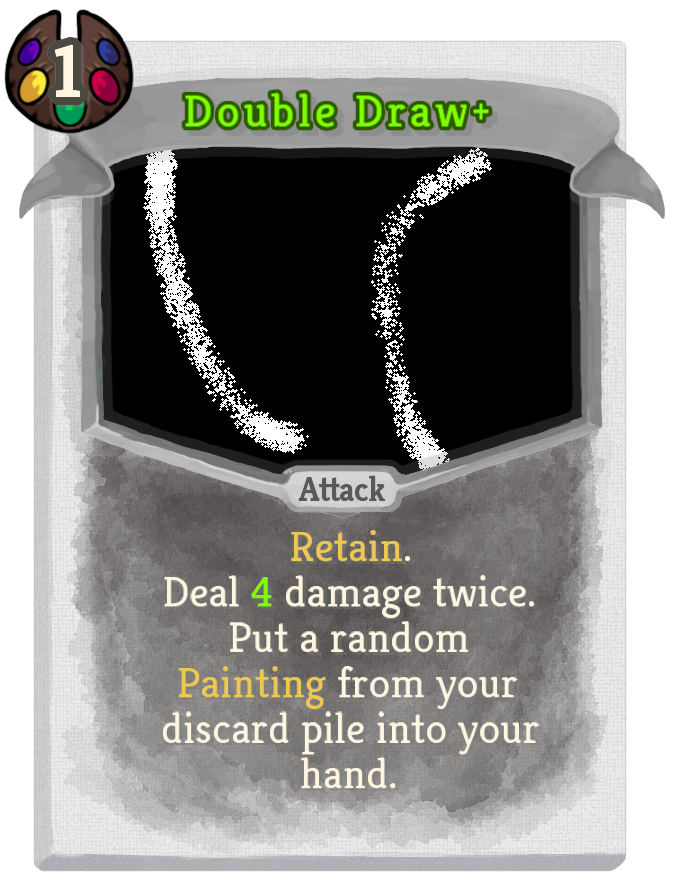 1
Double Draw+
Attack
Retain.
Deal 4 damage twice.
Put a random
Painting from your
discard pile into your
hand.